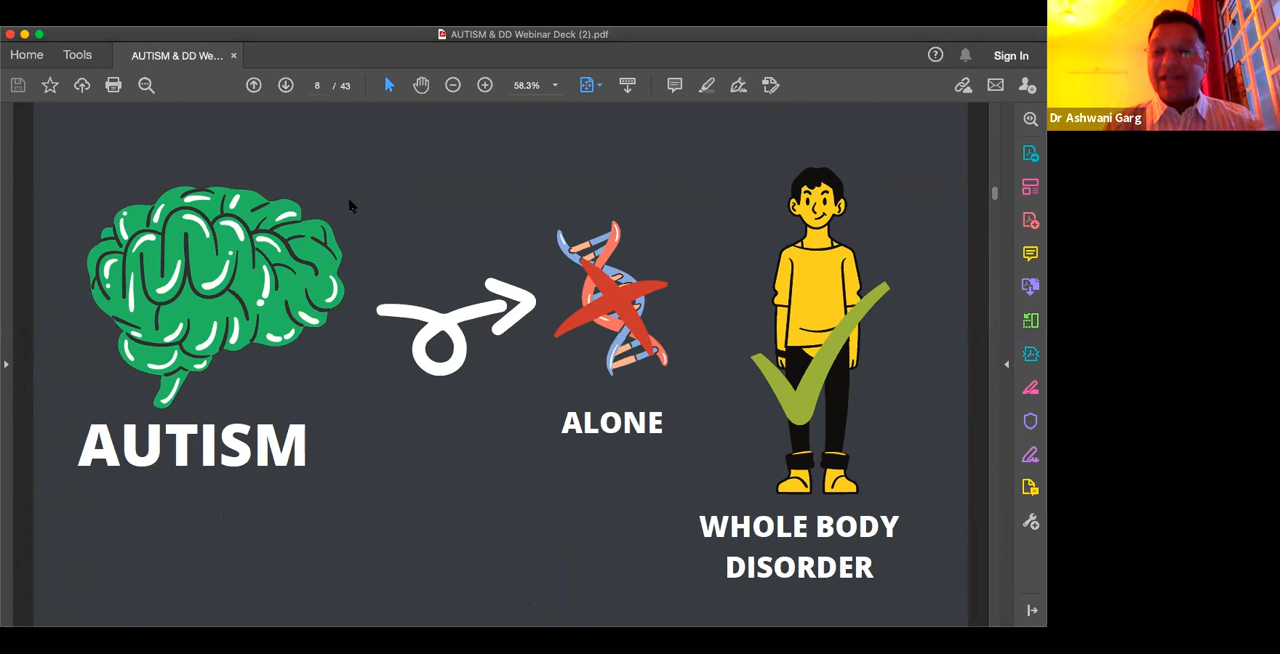 AUTISM & DD Webinar Deck (2).pdf
Home Tools AUTISM & DD We... × Sign In
8 / 43 58.3%
Dr Ashwani Garg
AUTISM
ALONE
WHOLE BODY
DISORDER